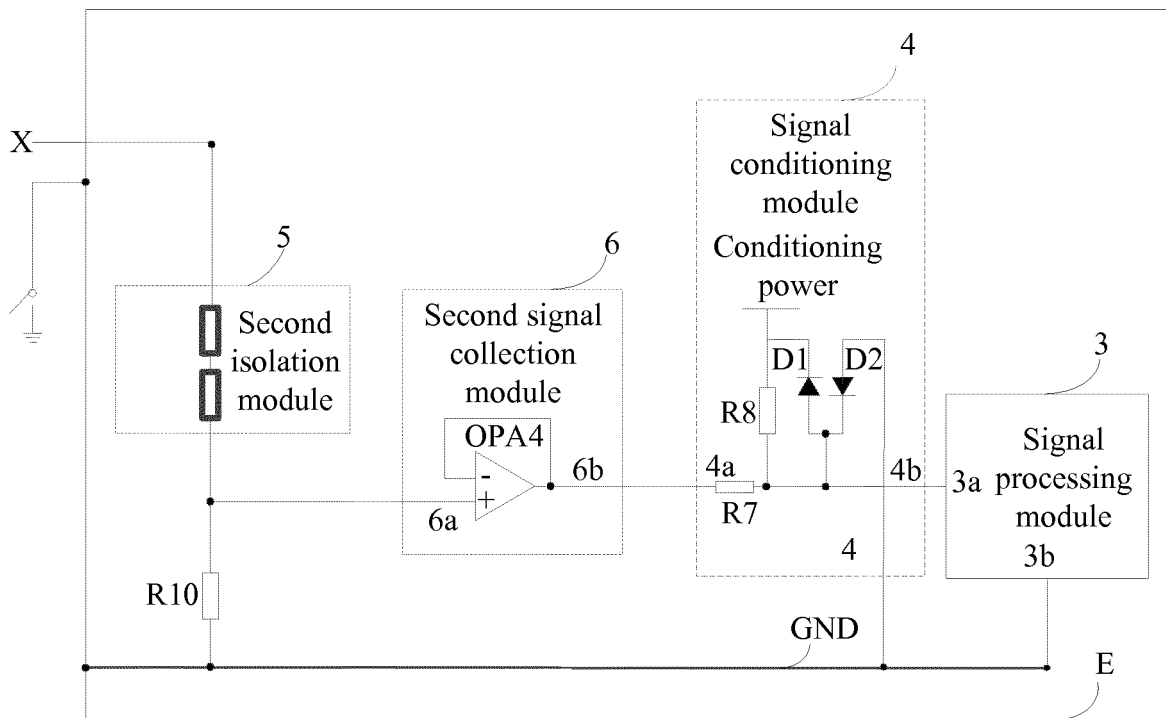 4
Signal
conditioning
module
Conditioning
power
X
5
6
Second
isolation
module
Second signal
collection
module
OPA4
-
+
6a
6b
D1
D2
R8
4a
4b
R7
4
3
3a
Signal
processing
module
3b
R10
GND
E